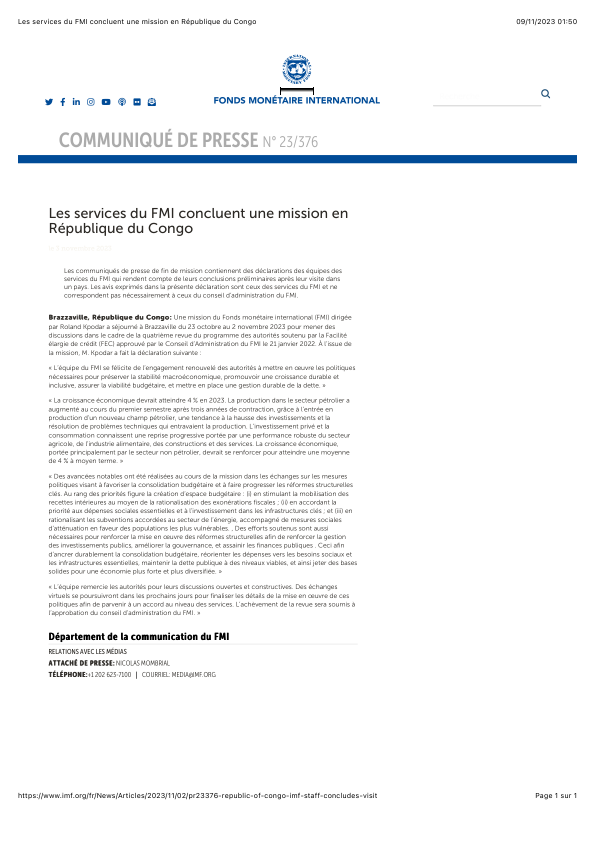 Les services du FMI concluent une mission en République du Congo
09/11/2023 01:50
INTERNATIONAL MONETARY FUND
FONDS MONÉTAIRE INTERNATIONAL
COMMUNIQUÉ DE PRESSE N° 23/376
Les services du FMI concluent une mission en
République du Congo
Les communiqués de presse de fin de mission contiennent des déclarations des équipes des
services du FMI qui rendent compte de leurs conclusions préliminaires après leur visite dans
un pays. Les avis exprimés dans la présente déclaration sont ceux des services du FMI et ne
correspondent pas nécessairement à ceux du conseil d'administration du FMI.
Brazzaville, République du Congo: Une mission du Fonds monétaire international (FMI) dirigée
par Roland Kpodar a séjourné à Brazzaville du 23 octobre au 2 novembre 2023 pour mener des
discussions dans le cadre de la quatrième revue du programme des autorités soutenu par la Facilité
élargie de crédit (FEC) approuvé par le Conseil d'Administration du FMI le 21 janvier 2022. À l'issue de
la mission, M. Kpodar a fait la déclaration suivante :
« L'équipe du FMI se félicite de l'engagement renouvelé des autorités à mettre en œuvre les politiques
nécessaires pour préserver la stabilité macroéconomique, promouvoir une croissance durable et
inclusive, assurer la viabilité budgétaire, et mettre en place une gestion durable de la dette. »
« La croissance économique devrait atteindre 4 % en 2023. La production dans le secteur pétrolier a
augmenté au cours du premier semestre après trois années de contraction, grâce à l'entrée en
production d'un nouveau champ pétrolier, une tendance à la hausse des investissements et la
résolution de problèmes techniques qui entravaient la production. L'investissement privé et la
consommation connaissent une reprise progressive portée par une performance robuste du secteur
agricole, de l'industrie alimentaire, des constructions et des services. La croissance économique,
portée principalement par le secteur non pétrolier, devrait se renforcer pour atteindre une moyenne
de 4 % à moyen terme. »
« Des avancées notables ont été réalisées au cours de la mission dans les échanges sur les mesures
politiques visant à favoriser la consolidation budgétaire et à faire progresser les réformes structurelles
clés. Au rang des priorités figure la création d'espace budgétaire : (i) en stimulant la mobilisation des
recettes intérieures au moyen de la rationalisation des exonérations fiscales ; (ii) en accordant la
priorité aux dépenses sociales essentielles et à l'investissement dans les infrastructures clés ; et (iii) en
rationalisant les subventions accordées au secteur de l'énergie, accompagné de mesures sociales
d'atténuation en faveur des populations les plus vulnérables. . Des efforts soutenus sont aussi
nécessaires pour renforcer la mise en œuvre des réformes structurelles afin de renforcer la gestion
des investissements publics, améliorer la gouvernance, et assainir les finances publiques . Ceci afin
d'ancrer durablement la consolidation budgétaire, réorienter les dépenses vers les besoins sociaux et
les infrastructures essentielles, maintenir la dette publique à des niveaux viables, et ainsi jeter des bases
solides pour une économie plus forte et plus diversifiée. »
« L'équipe remercie les autorités pour leurs discussions ouvertes et constructives. Des échanges
virtuels se poursuivront dans les prochains jours pour finaliser les détails de la mise en œuvre de ces
politiques afin de parvenir à un accord au niveau des services. L'achèvement de la revue sera soumis à
l'approbation du conseil d'administration du FMI. »
Département de la communication du FMI
RELATIONS AVEC LES MÉDIAS
ATTACHÉ DE PRESSE: NICOLAS MOMBRIAL
TÉLÉPHONE:+1 202 623-7100 | COURRIEL: MEDIA@IMF.ORG
https://www.imf.org/fr/News/Articles/2023/11/02/pr23376-republic-of-congo-imf-staff-concludes-visit
Page 1 sur 1